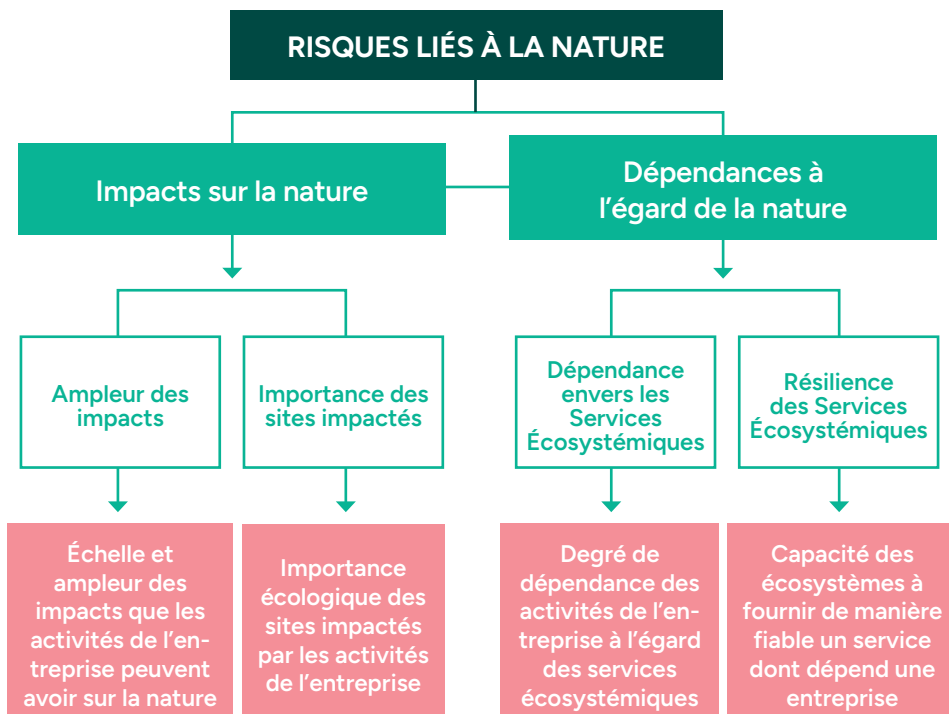 RISQUES LIÉS À LA NATURE
Impacts sur la nature
Dépendances à
l’égard de la nature
Ampleur des
impacts
Importance des
sites impactés
Dépendance
envers les
Services
Écosystémiques
Résilience
des Services
Écosystémiques
Échelle et
ampleur des
impacts que les
activités de l’en-
treprise peuvent
avoir sur la nature
Importance
écologique des
sites impactés
par les activités
de l’entreprise
Degré de
dépendance des
activités de l’en-
treprise à l’égard
des services
écosystémiques
Capacité des
écosystèmes à
fournir de manière
fiable un service
dont dépend une
entreprise